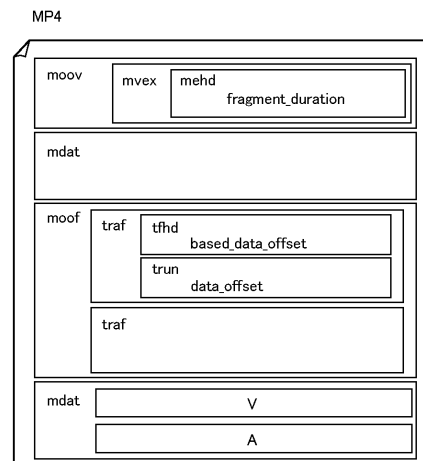 MP4
moov
mvex
mehd
fragment_duration
mdat
moof
traf
tfhd
based_data_offset
trun
data_offset
traf
mdat
V
A